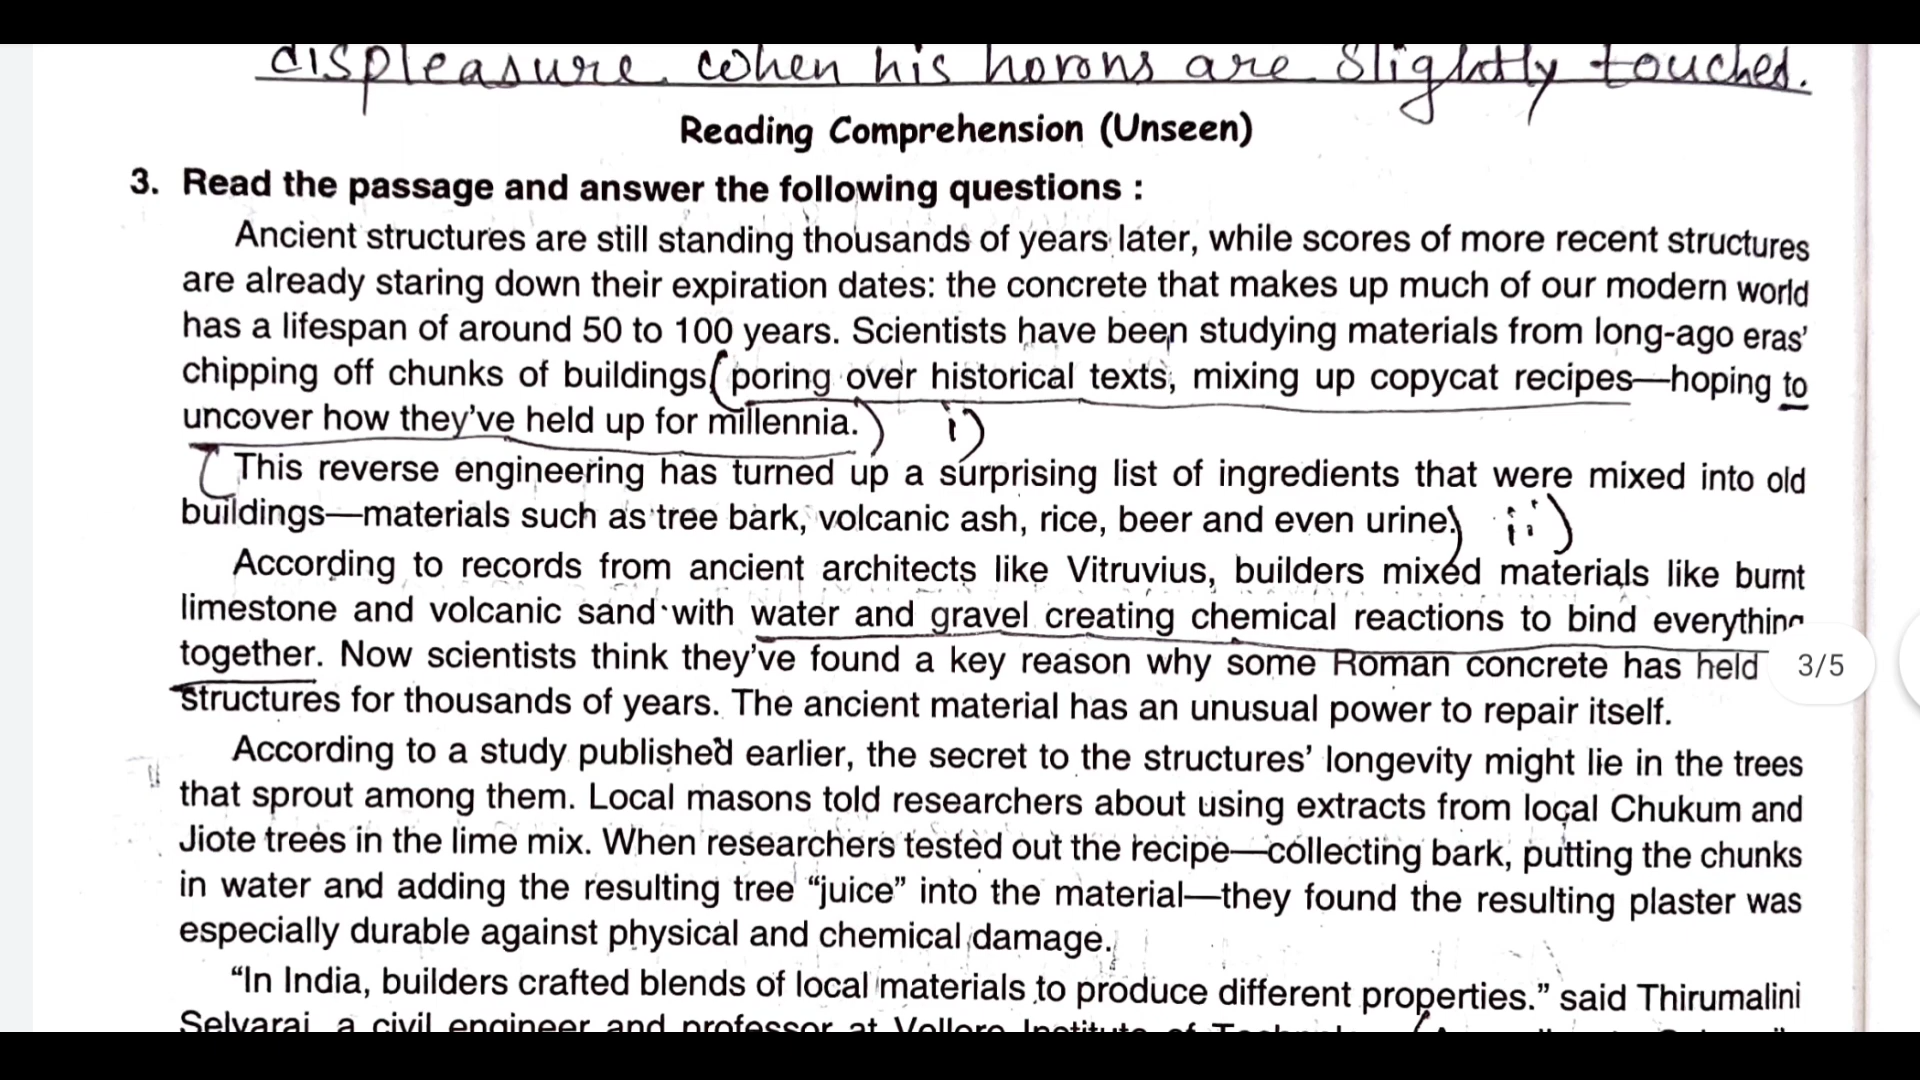 displeasure when his horons are slightly touched.
Reading Comprehension (Unseen)
3. Read the passage and answer the following questions :
Ancient structures are still standing thousands of years later, while scores of more recent structures
are already staring down their expiration dates: the concrete that makes up much of our modern world
has a lifespan of around 50 to 100 years. Scientists have been studying materials from long-ago eras'
chipping off chunks of buildings (poring over historical texts, mixing up copycat recipes—hoping to
uncover how they've held up for millennia.) i)
[This reverse engineering has turned up a surprising list of ingredients that were mixed into old
buildings—materials such as tree bark, volcanic ash, rice, beer and even urine.) ii)
According to records from ancient architects like Vitruvius, builders mixed materials like burnt
limestone and volcanic sand with water and gravel creating chemical reactions to bind everything
together. Now scientists think they've found a key reason why some Roman concrete has held
3/5
structures for thousands of years. The ancient material has an unusual power to repair itself.
According to a study published earlier, the secret to the structures' longevity might lie in the trees
that sprout among them. Local masons told researchers about using extracts from local Chukum and
Jiote trees in the lime mix. When researchers tested out the recipe—collecting bark, putting the chunks
in water and adding the resulting tree “juice” into the material—they found the resulting plaster was
especially durable against physical and chemical damage.
“In India, builders crafted blends of local materials to produce different properties.” said Thirumalini
Selvaraj, a civil engineer and professor at Vellore Institute of